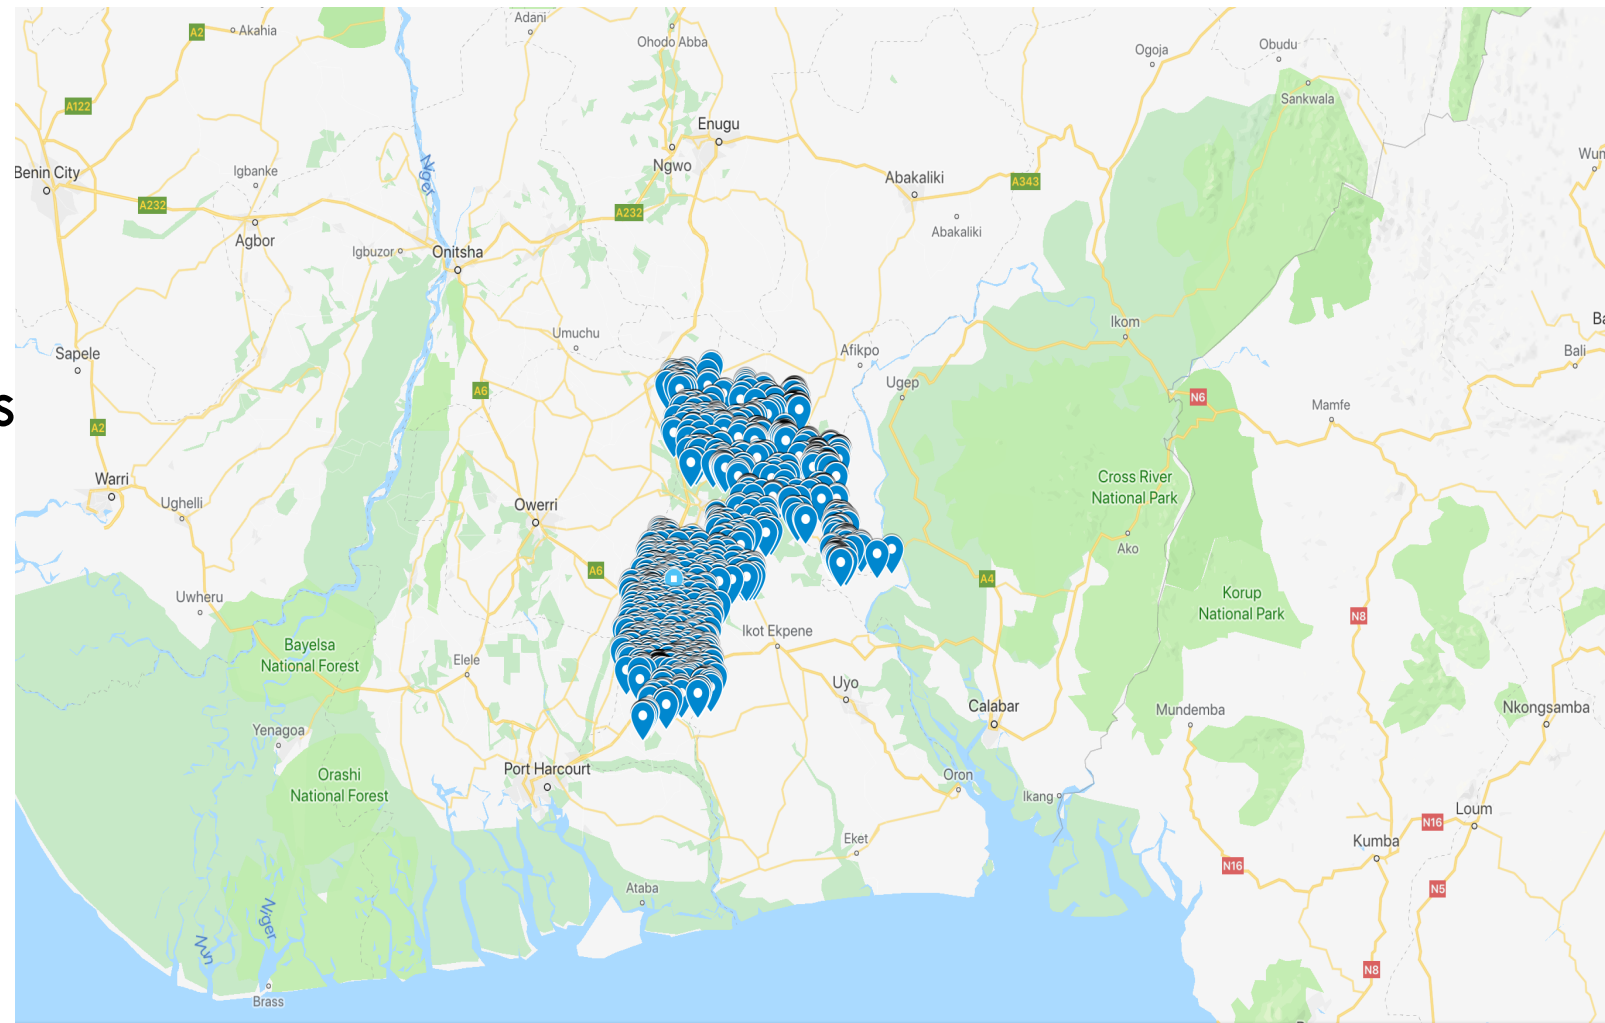 Adani
A2
Akahia
Ohodo Abba
Obudu
Ogoja
Sankwala
A122
Enugu
Ngwo
Benin City
Igbanke
Niger
Abakaliki
A343
A232
A232
Abakaliki
Agbor
Igbuzor
Onitsha
Ikom
Umuchu
Afikpo
Sapele
Bali
Ugep
A6
N6
S
Mamfe
A2
Warri
Cross River
National Park
Ughelli
Owerri
Ako
A6
A4
Uwheru
Korup
National Park
N8
Ikot Ekpene
Bayelsa
National Forest
Elele
Uyo
Calabar
Mundemba
Nkongsamba
Yenagoa
Port Harcourt
Orashi
National Forest
Oron
Ikang
Loum
N16
Eket
Kumba
N16
Ataba
N5
Niger
Nun
N8
Brass